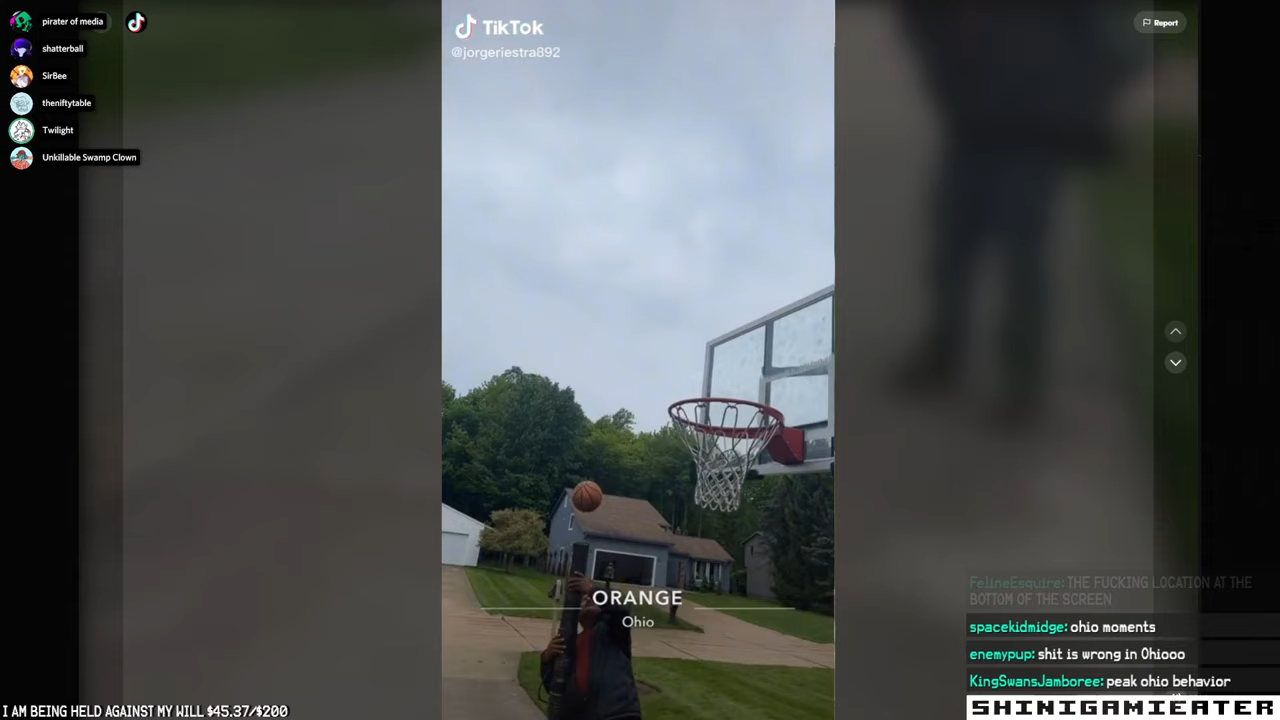 pirater of media
shatterball
SirBee
theniftytable
Twilight
Unkillable Swamp Clown
TikTok
@jorgeriestra892
Report
ORANGE
Ohio
FelineEsquire: THE FUCKING LOCATION AT THE
BOTTOM OF THE SCREEN
spacekidmidge: ohio moments
enemypup: shit is wrong in Ohiooo
KingSwansJamboree: peak ohio behavior
I AM BEING HELD AGAINST MY WILL $45.37/$200
SHINIGAMIEATER